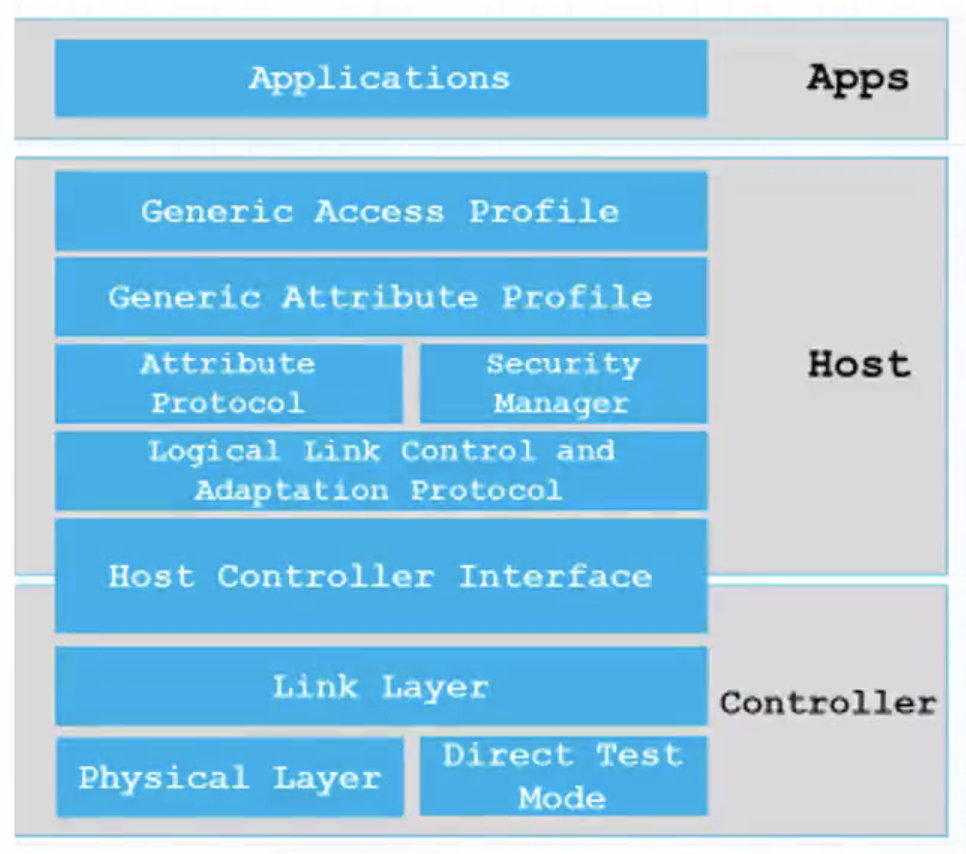 Applications
Apps
Generic Access Profile
Generic Attribute Profile
Attribute
Protocol
Security
Manager
Host
Logical Link Control and
Adaptation Protocol
Host Controller Interface
Link Layer
Controller
Physical Layer
Direct Test
Mode